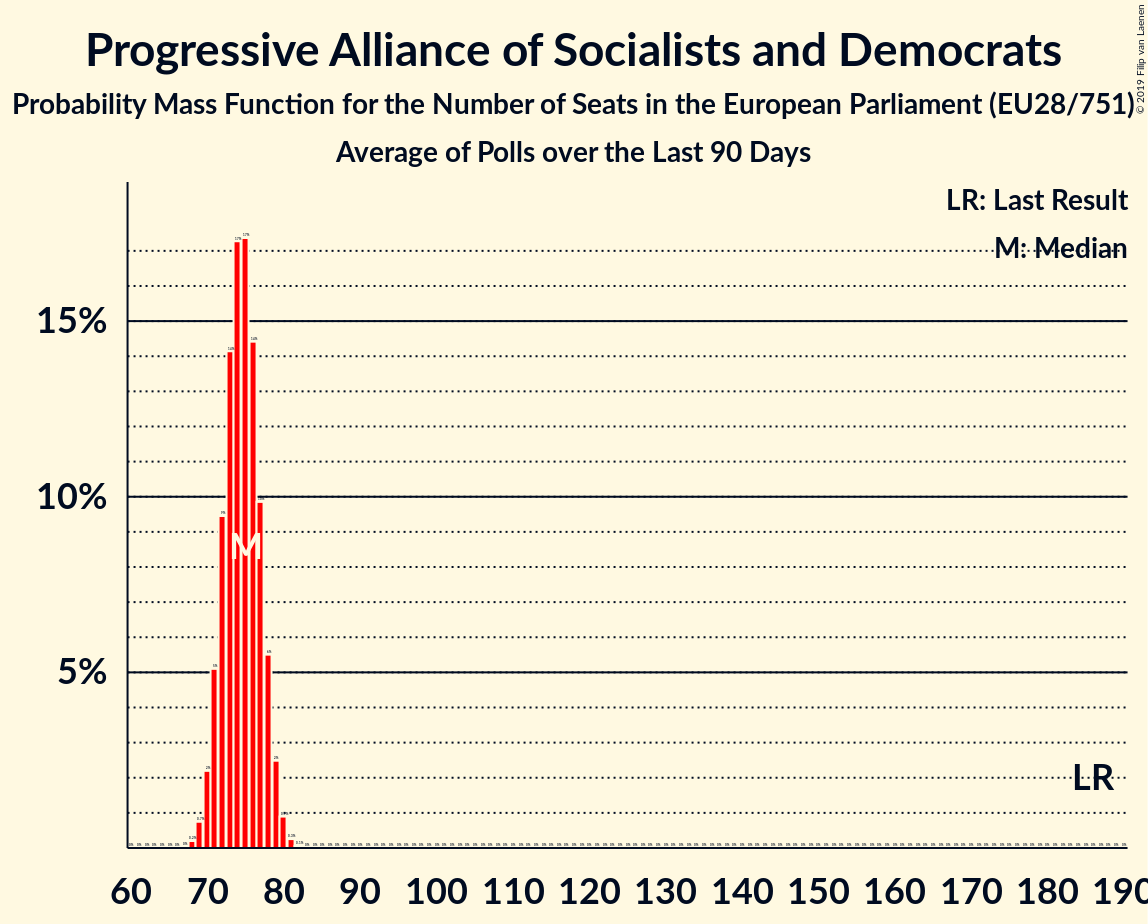 Progressive Alliance of Socialists and Democrats
Probability Mass Function for the Number of Seats in the European Parliament (EU28/751)
Average of Polls over the Last 90 Days
© 2019 Filip van Laenen
LR: Last Result
M: Median
15%
10%
5%
M
LR
60 70 80 90 100 110 120 130 140 150 160 170 180 190